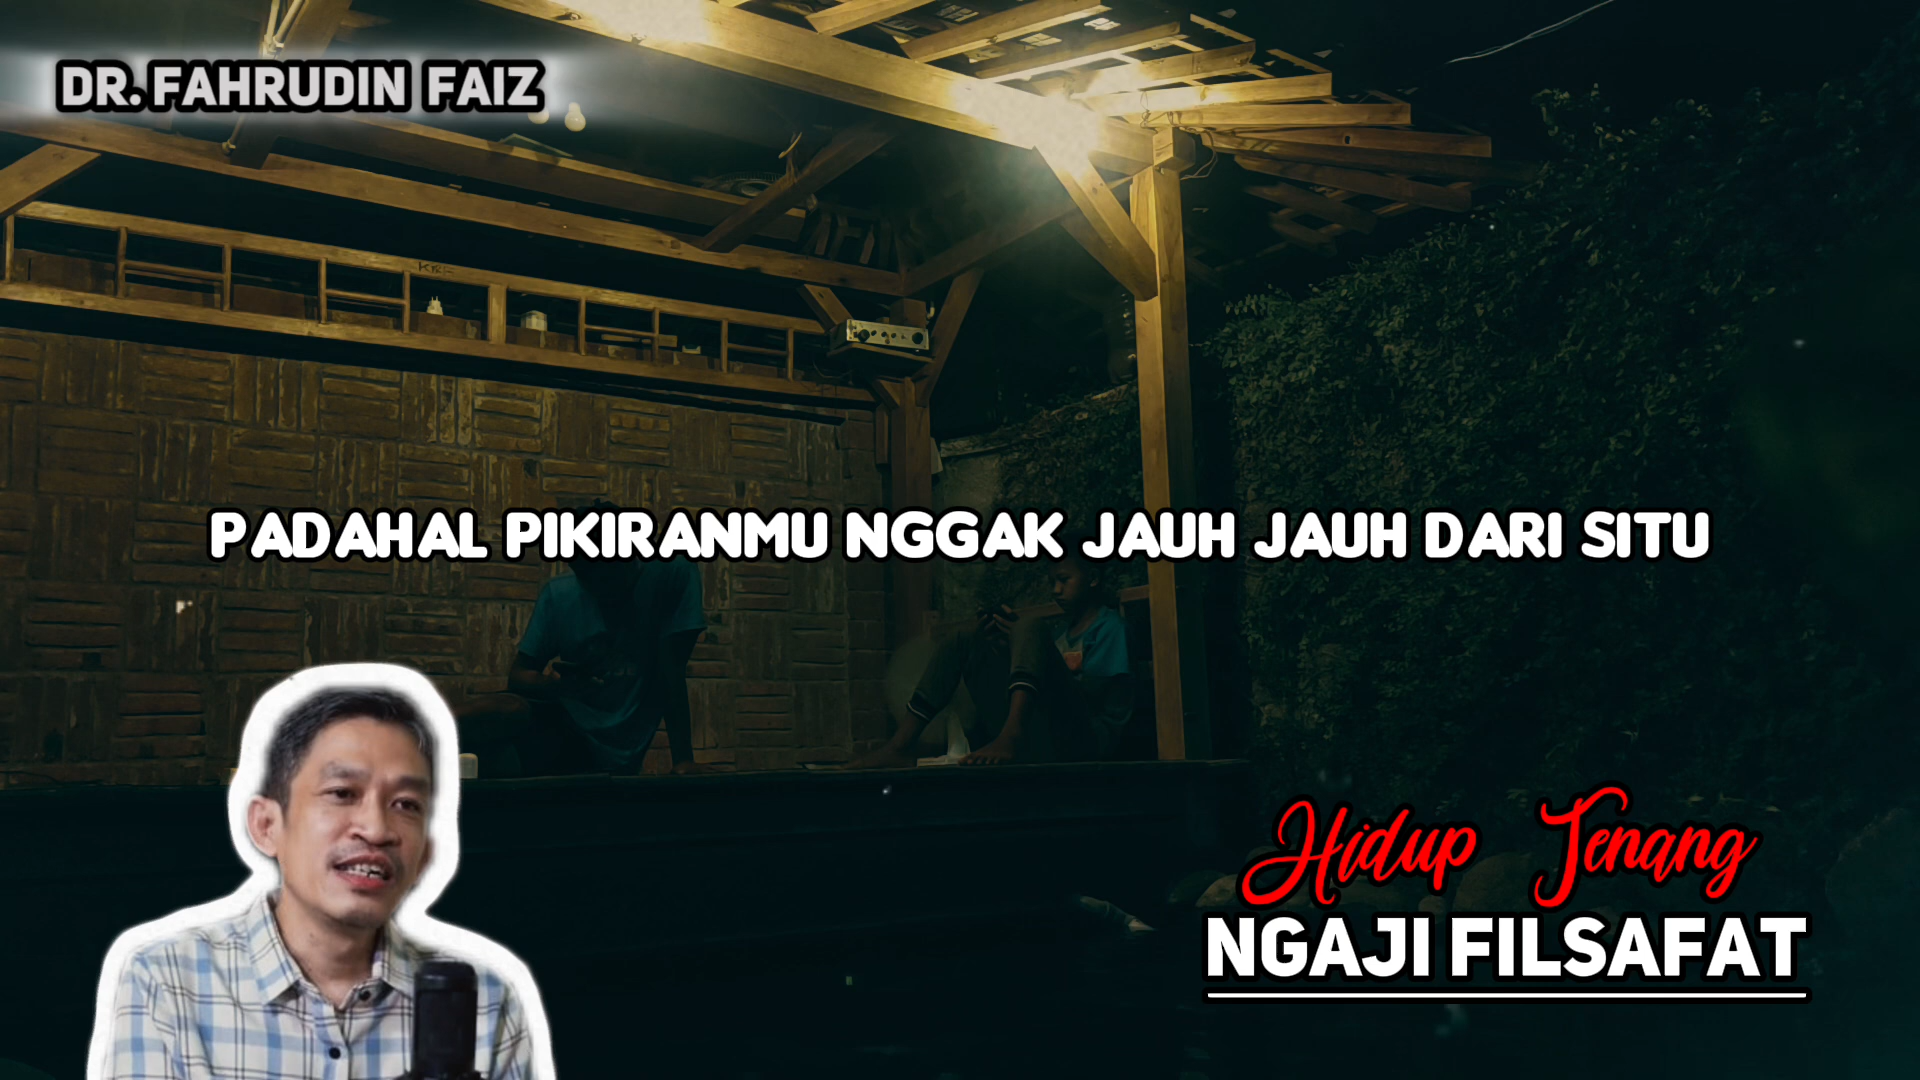 DR. FAHRUDIN FAIZ
PADAHAL PIKIRANMU NGGAK JAUH JAUH DARI SITU
Hidup Tenang
NGAJI FILSAFAT